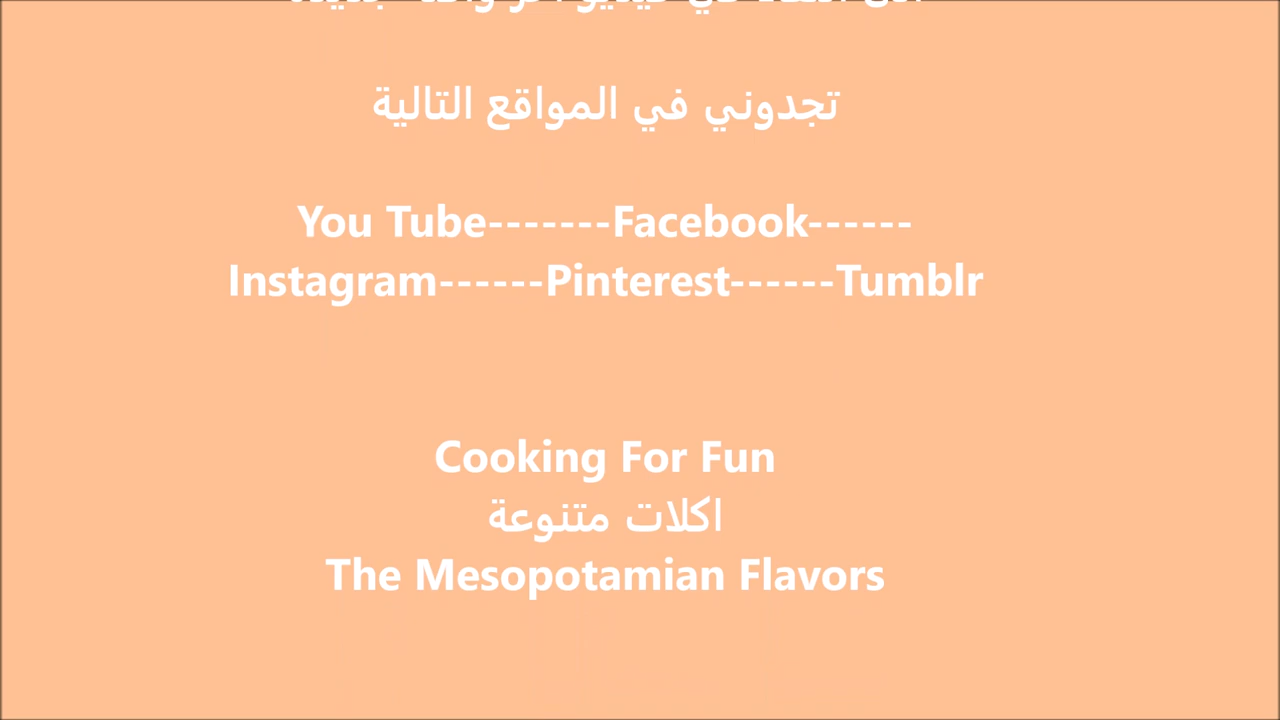 تجدوني في المواقع التالية
You Tube-------Facebook------
Instagram------Pinterest------Tumblr
Cooking For Fun
اكلات متنوعة
The Mesopotamian Flavors